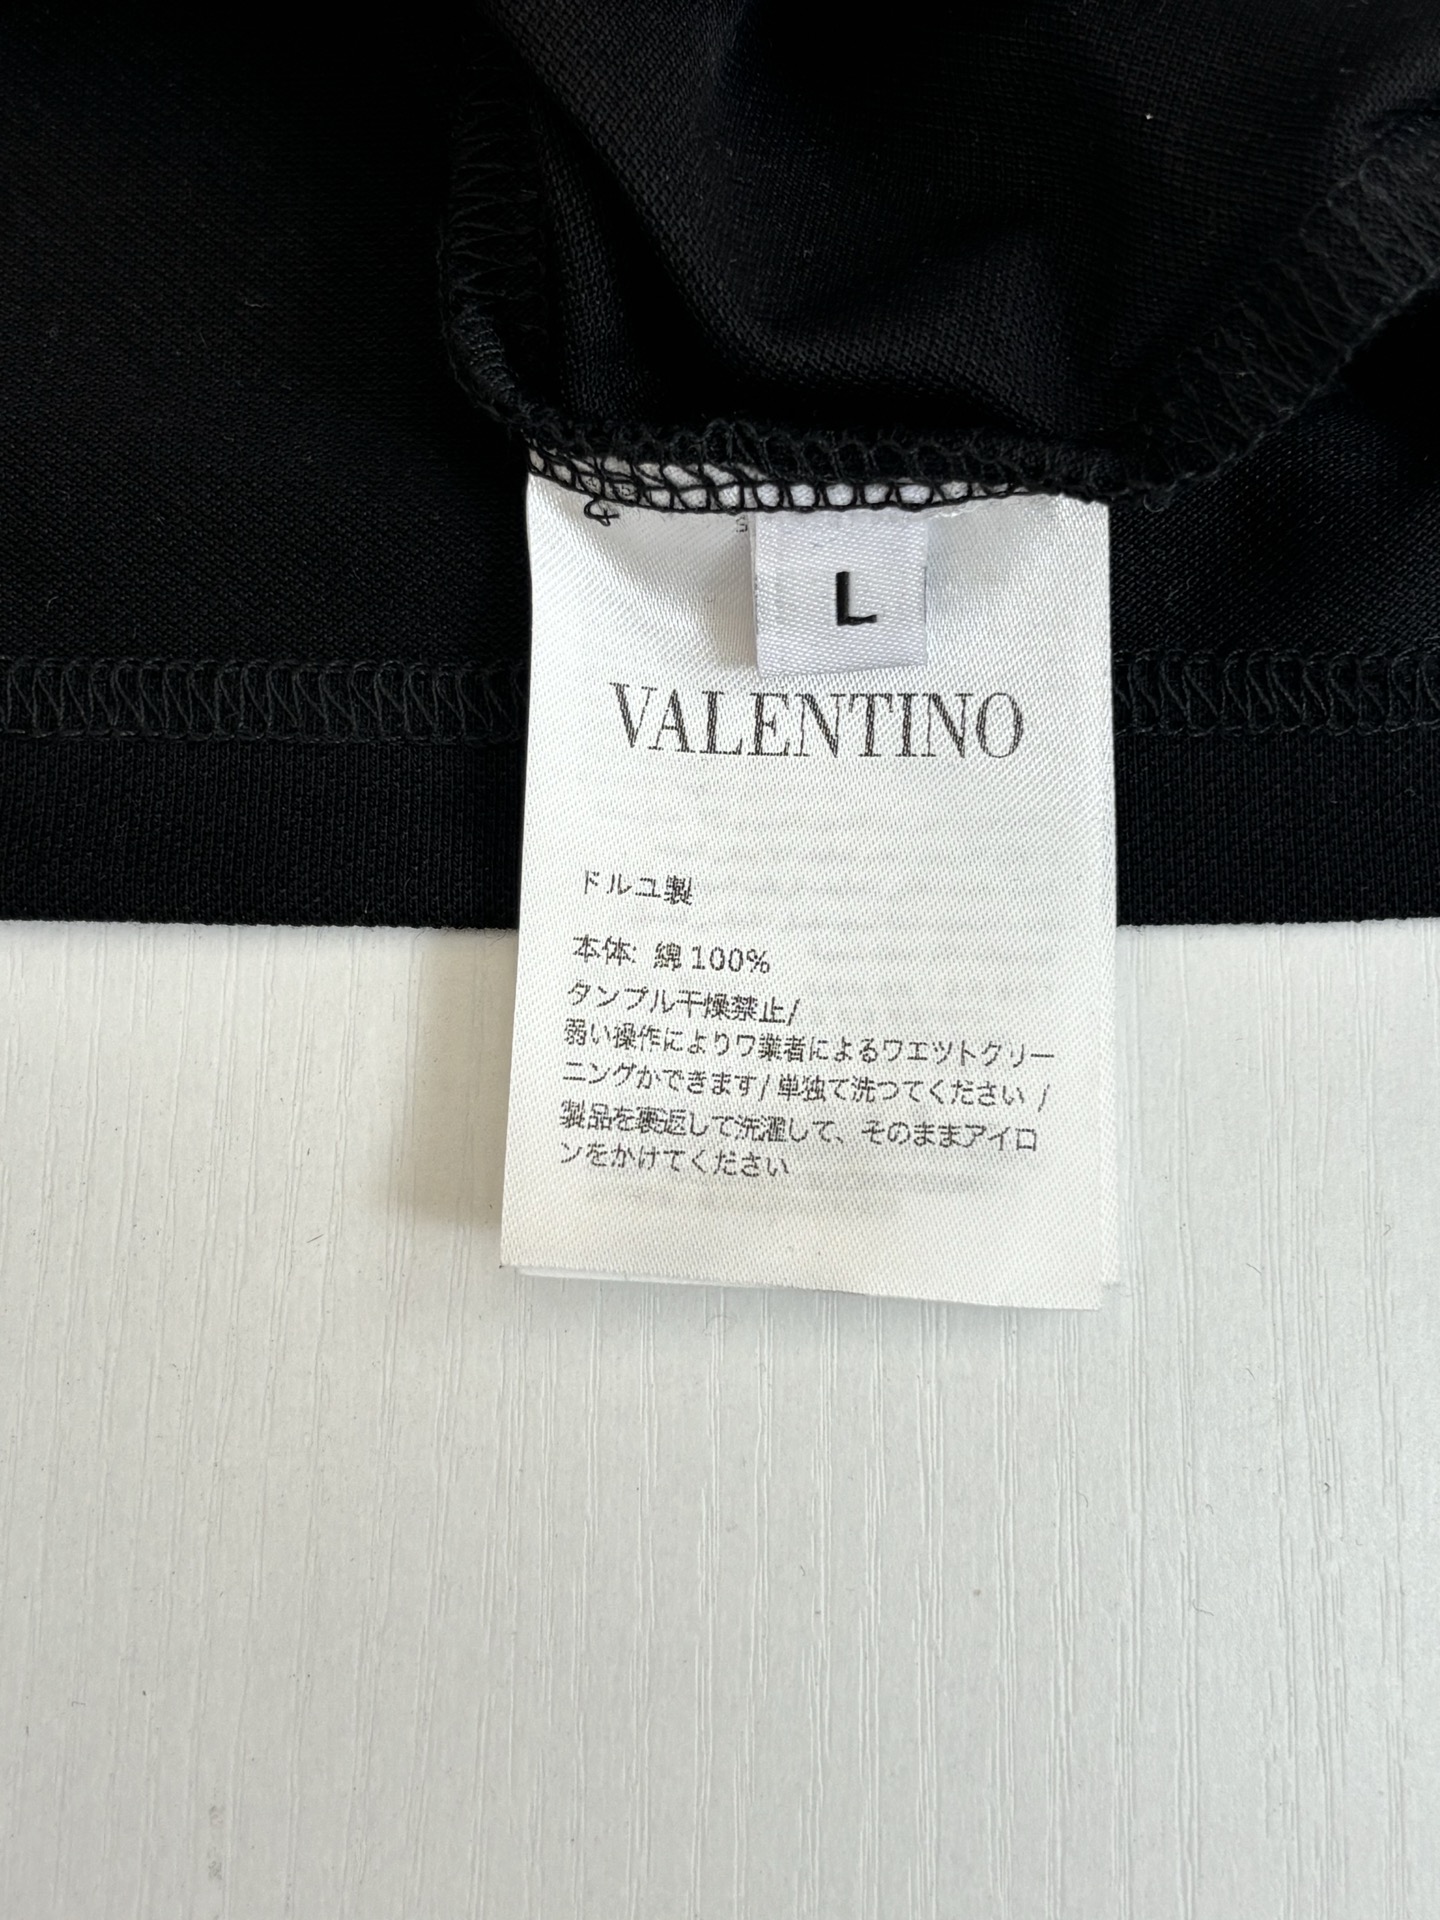 L
VALENTINO
ドルユ製
本体: 綿 100%
タンプル干燥禁止/
弱い操作によりワ業者によるワエツトクリー
ニングかできます/ 単独て洗つてください /
製品を裏返して洗濯して、そのままアイロ
ンをかけてください